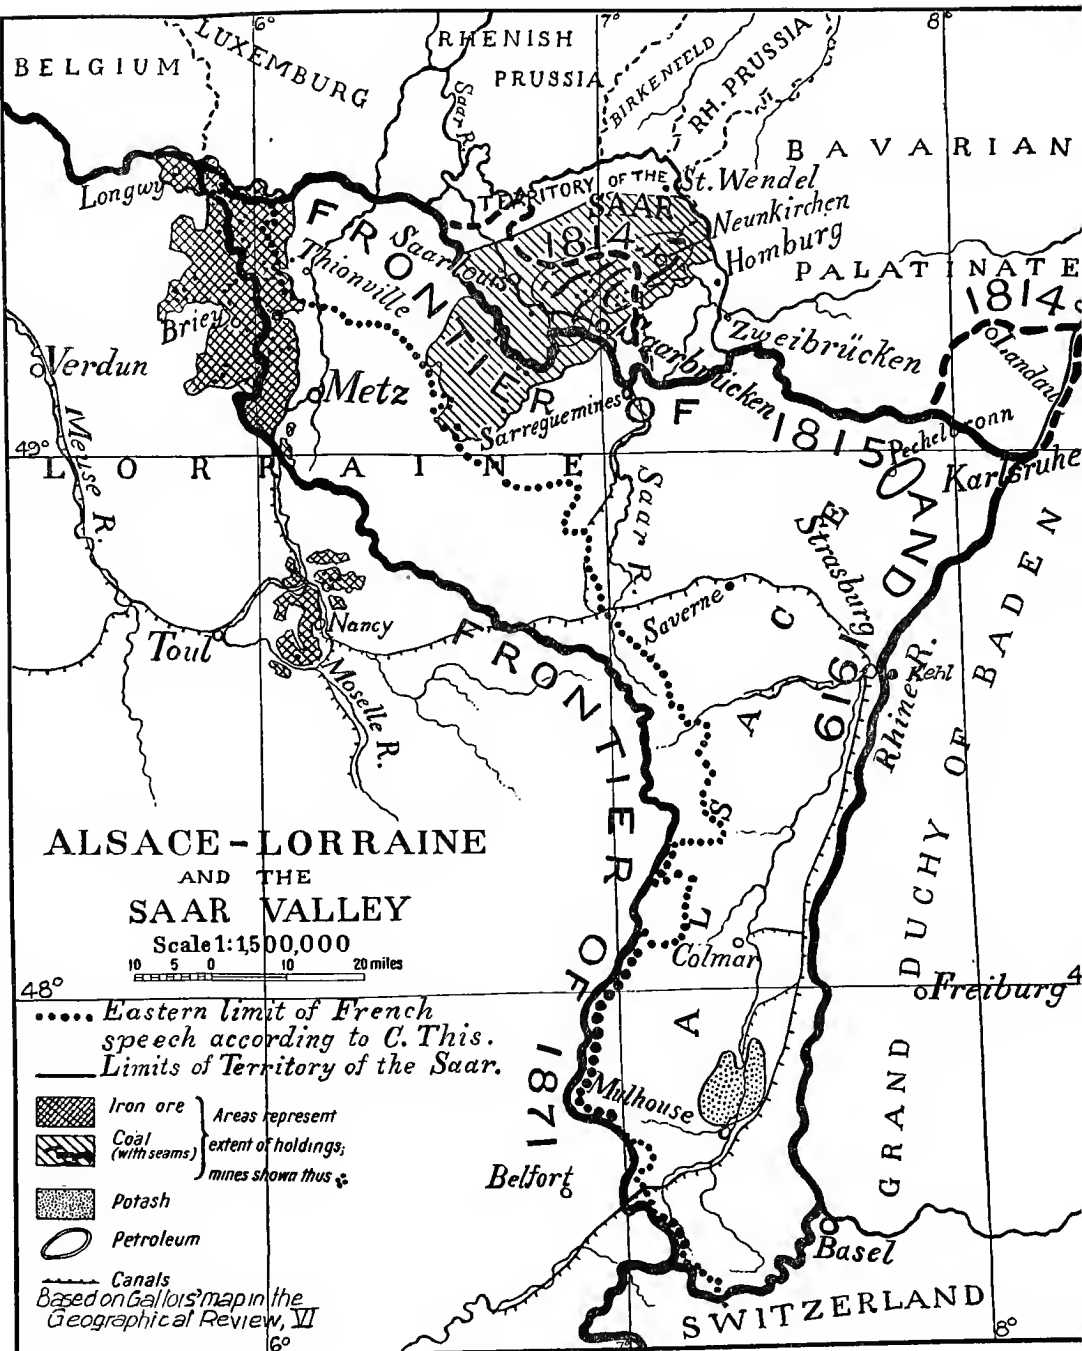 6°
7°
8°
BELGIUM
LUXEMBURG
RHENISH
PRUSSIA
BIRKENFELD
RH. PRUSSIA
BAVARIAN
PALATINATE
Saar R.
Longwy
TERRITORY OF THE
SAAR
St. Wendel
Neunkirchen
Homburg
1814
1814
FRONTIER OF 1815 AND 1919
Saarlouis
Thionville
Briey
Verdun
Metz
Saarbrücken
Zweibrücken
Landau
Sarreguemines
Pechelbronn
Karlsruhe
49°
LORRAINE
Meuse R.
Saar R.
Strasburg
Saverne
Kehl
Rhine R.
Toul
Nancy
Moselle R.
FRONTIER OF 1871
ALSACE
GRAND DUCHY OF BADEN
ALSACE-LORRAINE
AND THE
SAAR VALLEY
Scale 1:1,500,000
10 5 0 10 20 miles
48°
4
Colmar
Freiburg
Mulhouse
Belfort
Basel
SWITZERLAND
Eastern limit of French
speech according to C. This.
Limits of Territory of the Saar.
Iron ore
Coal
(with seams)
Areas represent
extent of holdings;
mines shown thus
Potash
Petroleum
Canals
Based on Gallois' map in the
Geographical Review, VI
6°
7°
8°